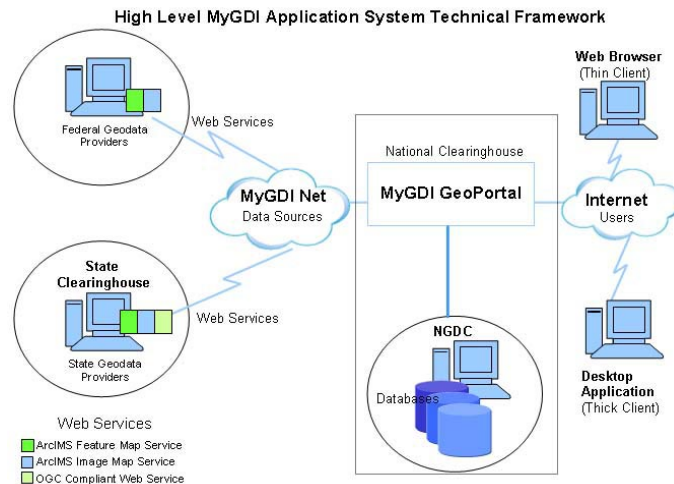 High Level MyGDI Application System Technical Framework
Federal Geodata
Providers
Web Services
Web Browser
(Thin Client)
National Clearinghouse
MyGDI GeoPortal
MyGDI Net
Data Sources
Internet
Users
State
Clearinghouse
State Geodata
Providers
Web Services
NGDC
Databases
Desktop
Application
(Thick Client)
Web Services
ArcIMS Feature Map Service
ArcIMS Image Map Service
OGC Compliant Web Service